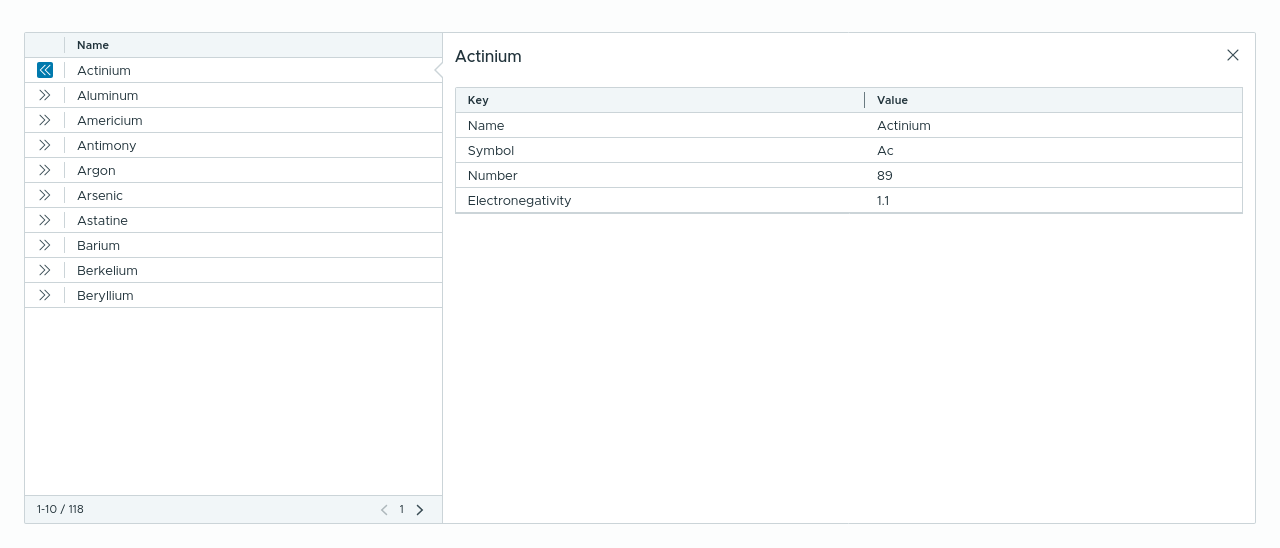 Name
Actinium
Aluminum
Americium
Antimony
Argon
Arsenic
Astatine
Barium
Berkelium
Beryllium
1-10 / 118
1
Actinium
Key Value
Name Actinium
Symbol Ac
Number 89
Electronegativity 1.1